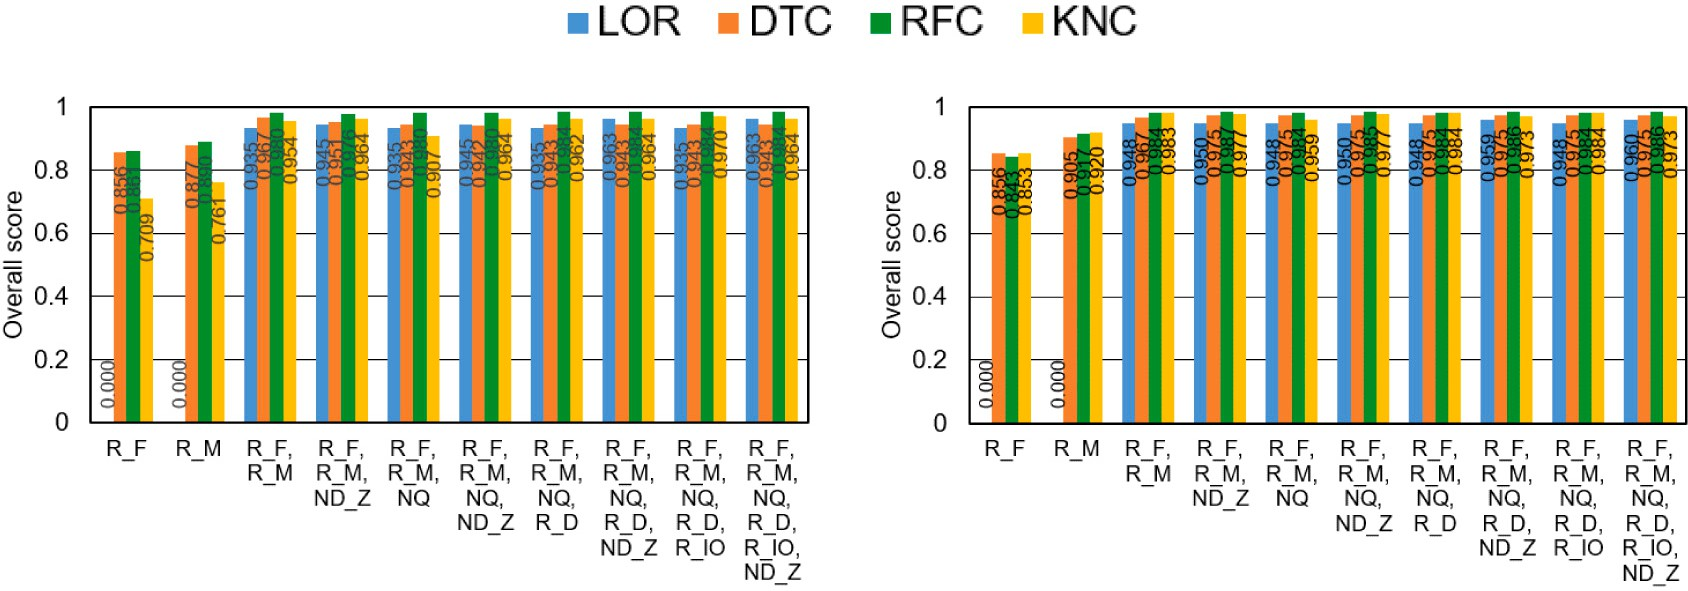 LOR DTC RFC KNC
Overall score
1
0.8
0.6
0.4
0.2
0
0.000 0.856 0.861 0.709
0.000 0.877 0.890 0.761
0.935 0.967 0.980 0.954
0.945 0.951 0.976 0.964
0.935 0.943 0.980 0.907
0.945 0.942 0.980 0.964
0.935 0.943 0.984 0.962
0.963 0.943 0.984 0.964
0.935 0.943 0.984 0.970
0.963 0.943 0.984 0.964
R_F
R_M
R_F,
R_M
R_F,
R_M,
ND_Z
R_F,
R_M,
NQ
R_F,
R_M,
NQ,
ND_Z
R_F,
R_M,
NQ,
R_D
R_F,
R_M,
NQ,
R_D,
ND_Z
R_F,
R_M,
NQ,
R_D,
R_IO
R_F,
R_M,
NQ,
R_D,
R_IO,
ND_Z
Overall score
1
0.8
0.6
0.4
0.2
0
0.000 0.856 0.843 0.853
0.000 0.905 0.917 0.920
0.948 0.967 0.984 0.983
0.950 0.975 0.987 0.977
0.948 0.975 0.984 0.959
0.950 0.975 0.985 0.977
0.948 0.975 0.984 0.984
0.959 0.975 0.986 0.973
0.948 0.975 0.984 0.984
0.960 0.975 0.986 0.973
R_F
R_M
R_F,
R_M
R_F,
R_M,
ND_Z
R_F,
R_M,
NQ
R_F,
R_M,
NQ,
ND_Z
R_F,
R_M,
NQ,
R_D
R_F,
R_M,
NQ,
R_D,
ND_Z
R_F,
R_M,
NQ,
R_D,
R_IO
R_F,
R_M,
NQ,
R_D,
R_IO,
ND_Z